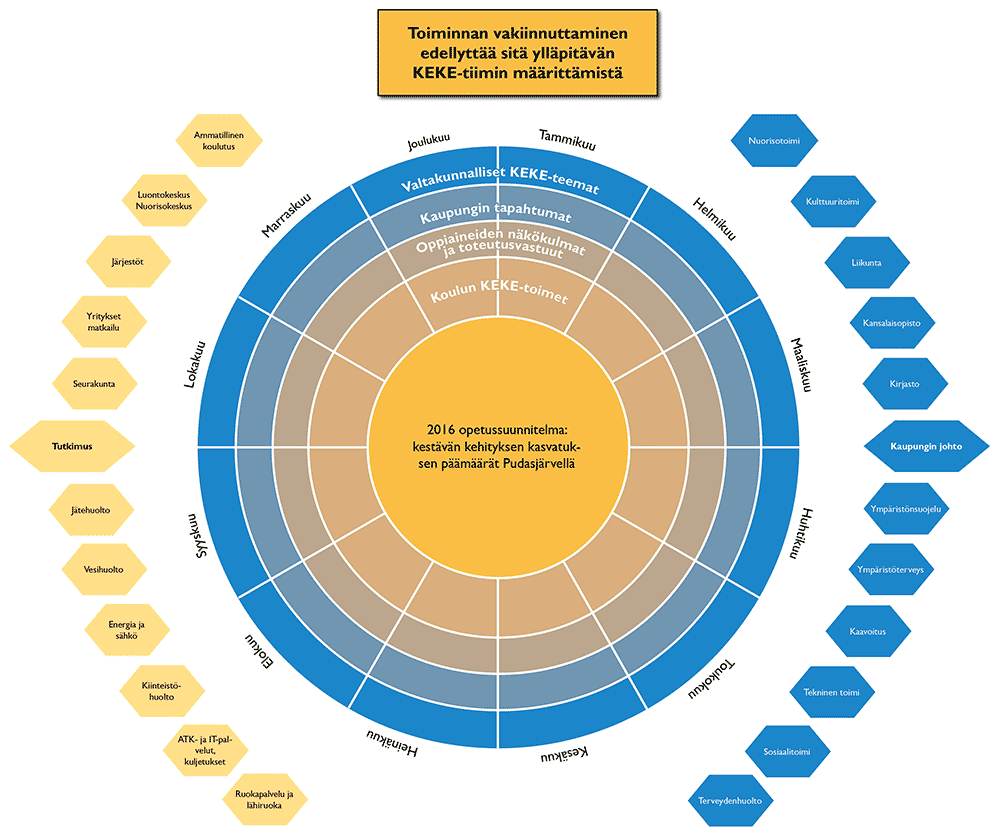 Toiminnan vakiinnuttaminen
edellyttää sitä ylläpitävän
KEKE-tiimin määrittämistä
Ammatillinen
koulutus
Luontokeskus
Nuorisokeskus
Järjestöt
Yritykset
matkailu
Seurakunta
Tutkimus
Jätehuolto
Vesihuolto
Energia ja
sähkö
Kiinteistö-
huolto
ATK- ja IT-pal-
velut,
kuljetukset
Ruokapalvelu ja
lähiruoka
Tammikuu
Helmikuu
Maaliskuu
Huhtikuu
Toukokuu
Kesäkuu
Heinäkuu
Elokuu
Syyskuu
Lokakuu
Marraskuu
Joulukuu
Valtakunnalliset KEKE-teemat
Kaupungin tapahtumat
Oppiaineiden näkökulmat
ja toteutusvastuut
Koulun KEKE-toimet
2016 opetussuunnitelma:
kestävän kehityksen kasvatuk-
sen päämäärät Pudasjärvellä
Nuorisotoimi
Kulttuuritoimi
Liikunta
Kansalaisopisto
Kirjasto
Kaupungin johto
Ympäristönsuojelu
Ympäristöterveys
Kaavoitus
Tekninen toimi
Sosiaalitoimi
Terveydenhuolto